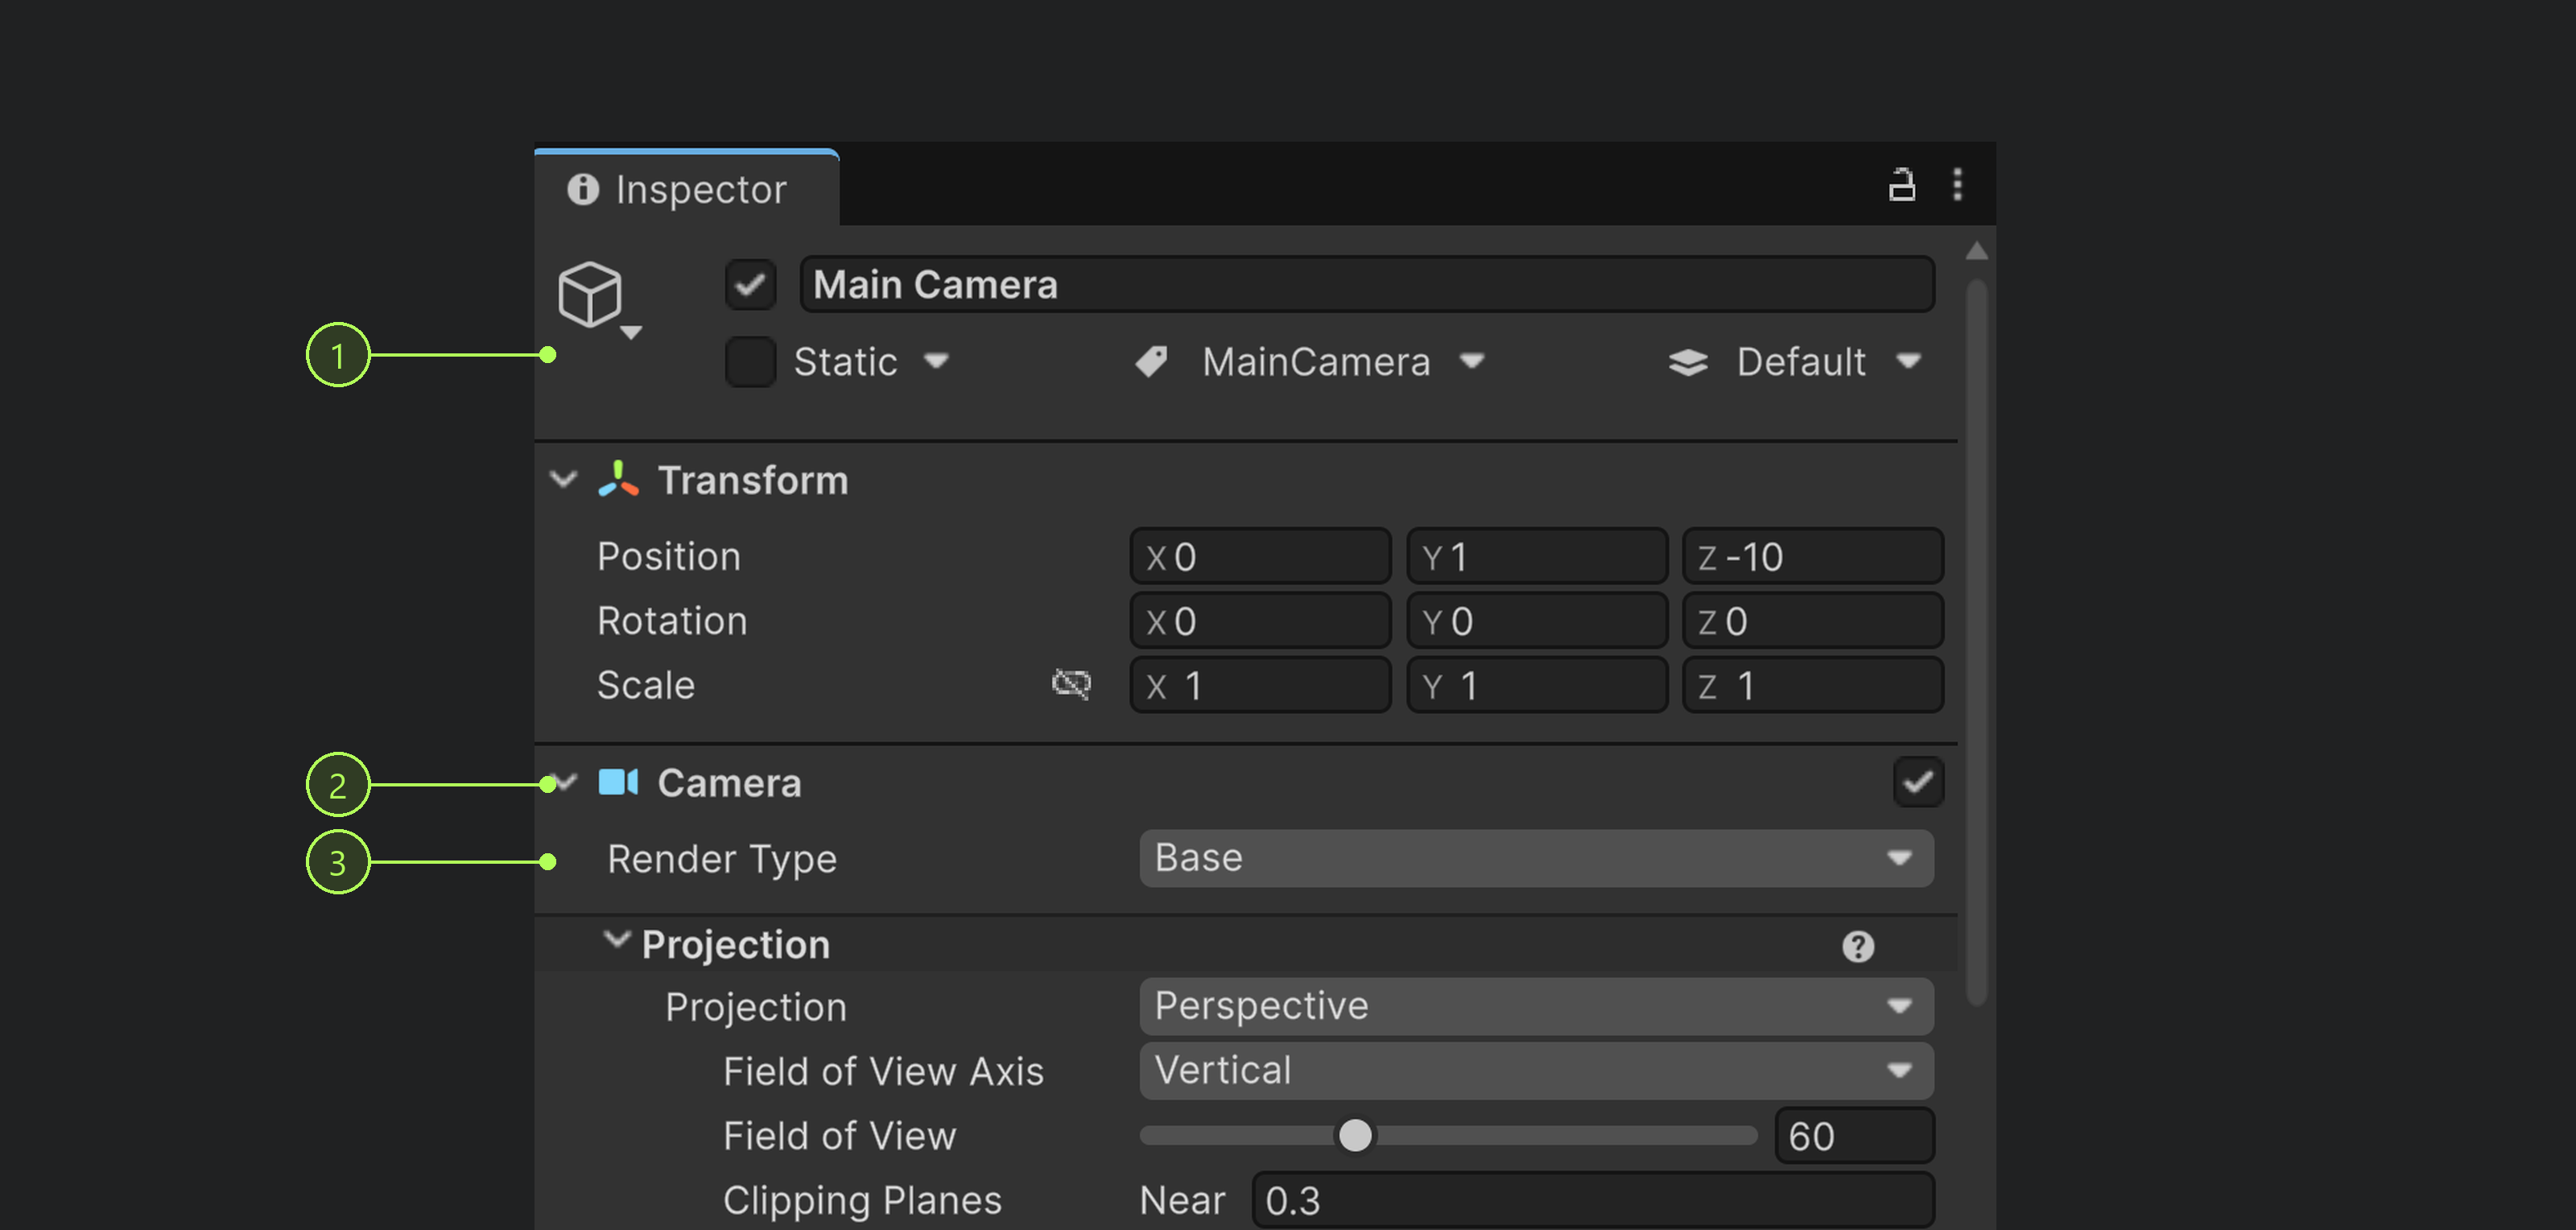 Inspector
Main Camera
1
Static MainCamera Default
Transform
Position X 0 Y 1 Z -10
Rotation X 0 Y 0 Z 0
Scale X 1 Y 1 Z 1
2 Camera
3 Render Type Base
Projection ?
Projection Perspective
Field of View Axis Vertical
Field of View 60
Clipping Planes Near 0.3